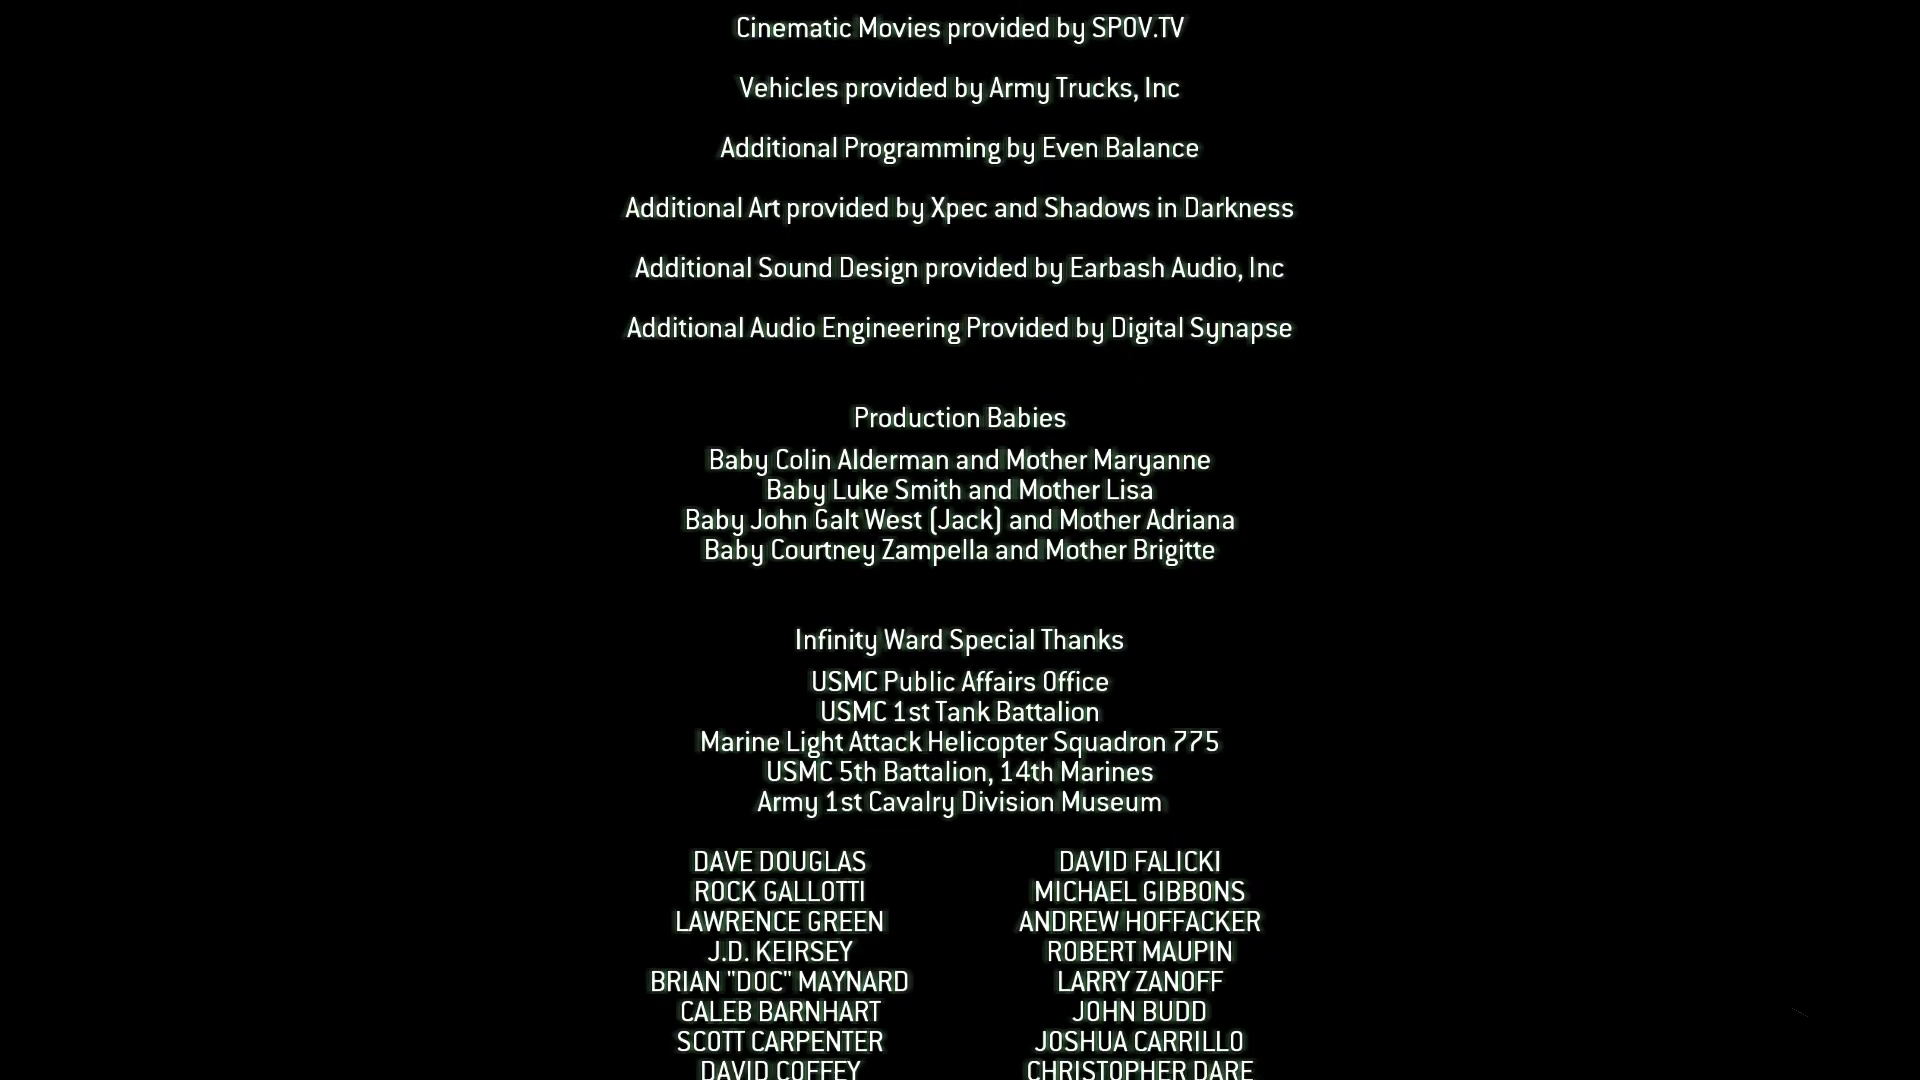 Cinematic Movies provided by SPOV.TV
Vehicles provided by Army Trucks, Inc
Additional Programming by Even Balance
Additional Art provided by Xpec and Shadows in Darkness
Additional Sound Design provided by Earbash Audio, Inc
Additional Audio Engineering Provided by Digital Synapse
Production Babies
Baby Colin Alderman and Mother Maryanne
Baby Luke Smith and Mother Lisa
Baby John Galt West (Jack) and Mother Adriana
Baby Courtney Zampella and Mother Brigitte
Infinity Ward Special Thanks
USMC Public Affairs Office
USMC 1st Tank Battalion
Marine Light Attack Helicopter Squadron 775
USMC 5th Battalion, 14th Marines
Army 1st Cavalry Division Museum
DAVE DOUGLAS DAVID FALICKI
ROCK GALLOTTI MICHAEL GIBBONS
LAWRENCE GREEN ANDREW HOFFACKER
J.D. KEIRSEY ROBERT MAUPIN
BRIAN "DOC" MAYNARD LARRY ZANOFF
CALEB BARNHART JOHN BUDD
SCOTT CARPENTER JOSHUA CARRILLO
DAVID COFFEY CHRISTOPHER DARE